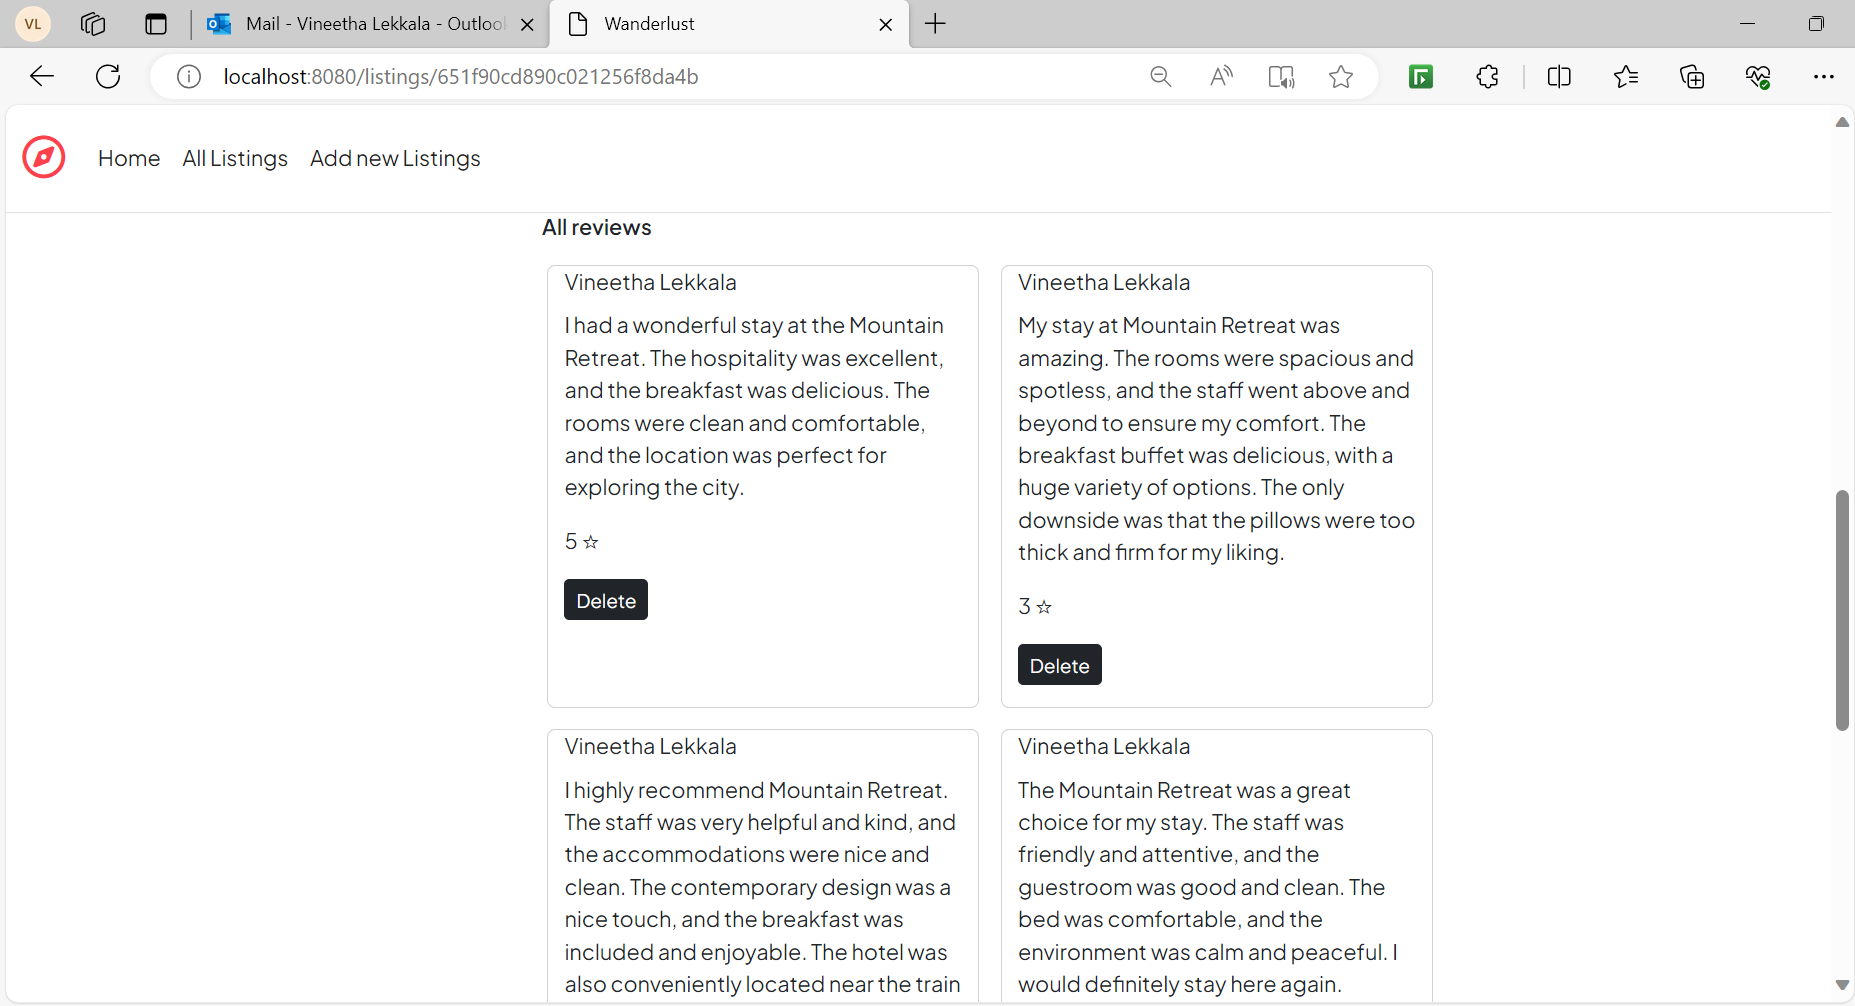 VL
Mail - Vineetha Lekkala - Outloo
Wanderlust
localhost:8080/listings/651f90cd890c021256f8da4b
Home
All Listings
Add new Listings
All reviews
Vineetha Lekkala
I had a wonderful stay at the Mountain
Retreat. The hospitality was excellent,
and the breakfast was delicious. The
rooms were clean and comfortable,
and the location was perfect for
exploring the city.
5 ☆
Delete
Vineetha Lekkala
My stay at Mountain Retreat was
amazing. The rooms were spacious and
spotless, and the staff went above and
beyond to ensure my comfort. The
breakfast buffet was delicious, with a
huge variety of options. The only
downside was that the pillows were too
thick and firm for my liking.
3 ☆
Delete
Vineetha Lekkala
I highly recommend Mountain Retreat.
The staff was very helpful and kind, and
the accommodations were nice and
clean. The contemporary design was a
nice touch, and the breakfast was
included and enjoyable. The hotel was
also conveniently located near the train
Vineetha Lekkala
The Mountain Retreat was a great
choice for my stay. The staff was
friendly and attentive, and the
guestroom was good and clean. The
bed was comfortable, and the
environment was calm and peaceful. I
would definitely stay here again.